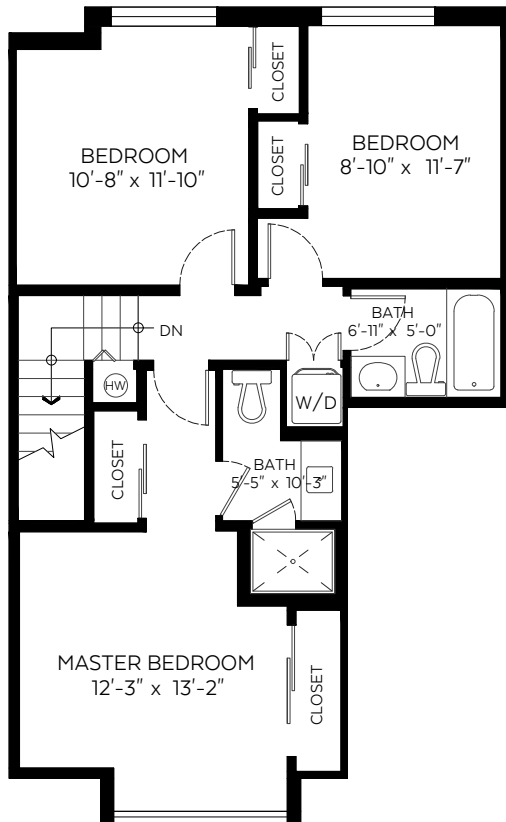 CLOSET
BEDROOM
10'-8" x 11'-10"
CLOSET
BEDROOM
8'-10" x 11'-7"
DN
BATH
6'-11" x 5'-0"
HW
W/D
CLOSET
BATH
5'-5" x 10'-3"
MASTER BEDROOM
12'-3" x 13'-2"
CLOSET